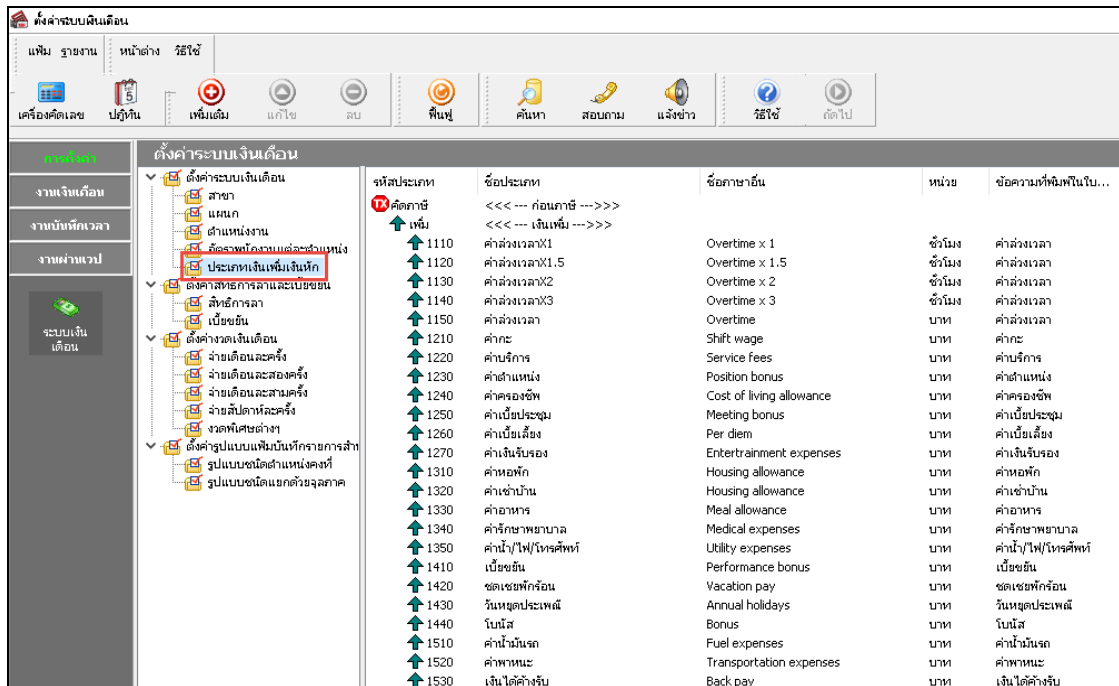 ตั้งค่าระบบเงินเดือน
แฟ้ม รายงาน หน้าต่าง วิธีใช้
เครื่องคิดเลข ปฏิทิน เพิ่มเติม แก้ไข ลบ ฟื้นฟู ค้นหา สอบถาม แจ้งข่าว วิธีใช้ ถัดไป
การตั้งค่า
งานเงินเดือน
งานบันทึกเวลา
งานผ่านเวป
ระบบเงิน
เดือน
ตั้งค่าระบบเงินเดือน
ตั้งค่าระบบเงินเดือน
สาขา
แผนก
ตำแหน่งงาน
อัตราพนักงานแต่ละตำแหน่ง
ประเภทเงินเพิ่มเงินหัก
ตั้งค่าสิทธิการลาและเบี้ยขยัน
สิทธิการลา
เบี้ยขยัน
ตั้งค่างวดเงินเดือน
จ่ายเดือนละครั้ง
จ่ายเดือนละสองครั้ง
จ่ายเดือนละสามครั้ง
จ่ายสัปดาห์ละครั้ง
งวดพิเศษต่างๆ
ตั้งค่ารูปแบบแฟ้มบันทึกรายการสำ
รูปแบบชนิดตำแหน่งคงที่
รูปแบบชนิดแยกด้วยจุลภาค
รหัสประเภท ชื่อประเภท ชื่อภาษาอื่น หน่วย ข้อความที่พิมพ์ในใบ...
TX คิดภาษี <<< --- ก่อนภาษี --->>>
เพิ่ม <<< --- เงินเพิ่ม --->>>
1110 ค่าล่วงเวลาX1 Overtime x 1 ชั่วโมง ค่าล่วงเวลา
1120 ค่าล่วงเวลาX1.5 Overtime x 1.5 ชั่วโมง ค่าล่วงเวลา
1130 ค่าล่วงเวลาX2 Overtime x 2 ชั่วโมง ค่าล่วงเวลา
1140 ค่าล่วงเวลาX3 Overtime x 3 ชั่วโมง ค่าล่วงเวลา
1150 ค่าล่วงเวลา Overtime บาท ค่าล่วงเวลา
1210 ค่ากะ Shift wage บาท ค่ากะ
1220 ค่าบริการ Service fees บาท ค่าบริการ
1230 ค่าตำแหน่ง Position bonus บาท ค่าตำแหน่ง
1240 ค่าครองชีพ Cost of living allowance บาท ค่าครองชีพ
1250 ค่าเบี้ยประชุม Meeting bonus บาท ค่าเบี้ยประชุม
1260 ค่าเบี้ยเลี้ยง Per diem บาท ค่าเบี้ยเลี้ยง
1270 ค่าเงินรับรอง Entertrainment expenses บาท ค่าเงินรับรอง
1310 ค่าหอพัก Housing allowance บาท ค่าหอพัก
1320 ค่าเช่าบ้าน Housing allowance บาท ค่าเช่าบ้าน
1330 ค่าอาหาร Meal allowance บาท ค่าอาหาร
1340 ค่ารักษาพยาบาล Medical expenses บาท ค่ารักษาพยาบาล
1350 ค่าน้ำ/ไฟ/โทรศัพท์ Utility expenses บาท ค่าน้ำ/ไฟ/โทรศัพท์
1410 เบี้ยขยัน Performance bonus บาท เบี้ยขยัน
1420 ชดเชยพักร้อน Vacation pay บาท ชดเชยพักร้อน
1430 วันหยุดประเพณี Annual holidays บาท วันหยุดประเพณี
1440 โบนัส Bonus บาท โบนัส
1510 ค่าน้ำมันรถ Fuel expenses บาท ค่าน้ำมันรถ
1520 ค่าพาหนะ Transportation expenses บาท ค่าพาหนะ
1530 เงินได้ค้างรับ Back pay บาท เงินได้ค้างรับ